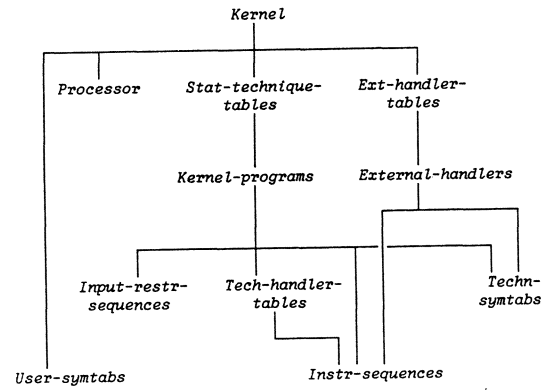 Kernel
Processor
Stat-technique-
tables
Ext-handler-
tables
Kernel-programs
External-handlers
Input-restr-
sequences
Tech-handler-
tables
Techn-
symtabs
User-symtabs
Instr-sequences